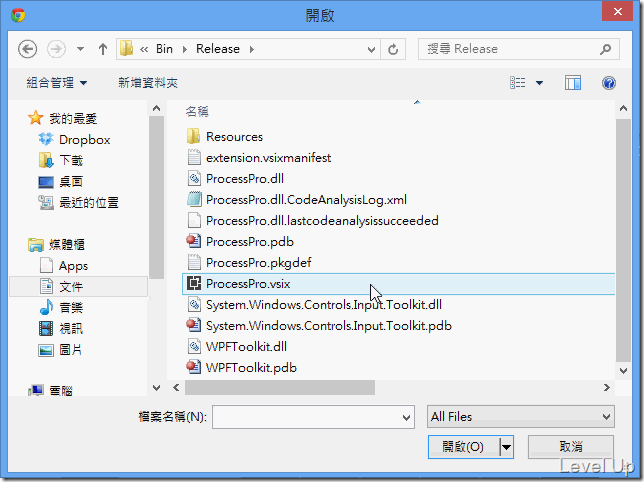 開啟
« Bin ▸ Release ▸
搜尋 Release
組合管理 ▾
新增資料夾
我的最愛
Dropbox
下載
桌面
最近的位置
媒體櫃
Apps
文件
音樂
視訊
圖片
電腦
名稱
Resources
extension.vsixmanifest
ProcessPro.dll
ProcessPro.dll.CodeAnalysisLog.xml
ProcessPro.dll.lastcodeanalysissucceeded
ProcessPro.pdb
ProcessPro.pkgdef
ProcessPro.vsix
System.Windows.Controls.Input.Toolkit.dll
System.Windows.Controls.Input.Toolkit.pdb
WPFToolkit.dll
WPFToolkit.pdb
檔案名稱(N):
All Files
開啟(O)
取消
Level Up